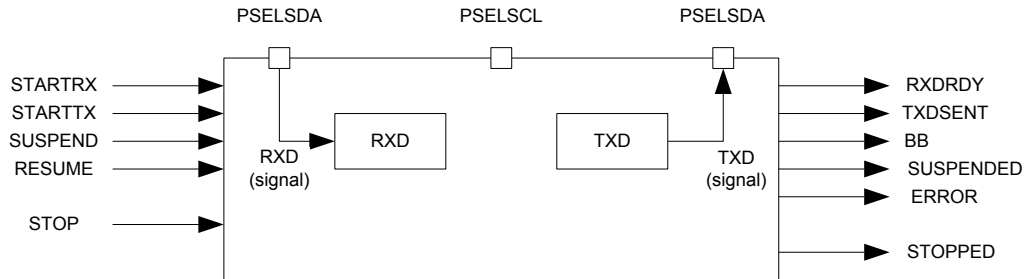 PSELSDA PSELSCL PSELSDA
STARTRX
STARTTX
SUSPEND
RESUME
STOP
RXD
(signal)
RXD
TXD
TXD
(signal)
RXDRDY
TXDSENT
BB
SUSPENDED
ERROR
STOPPED